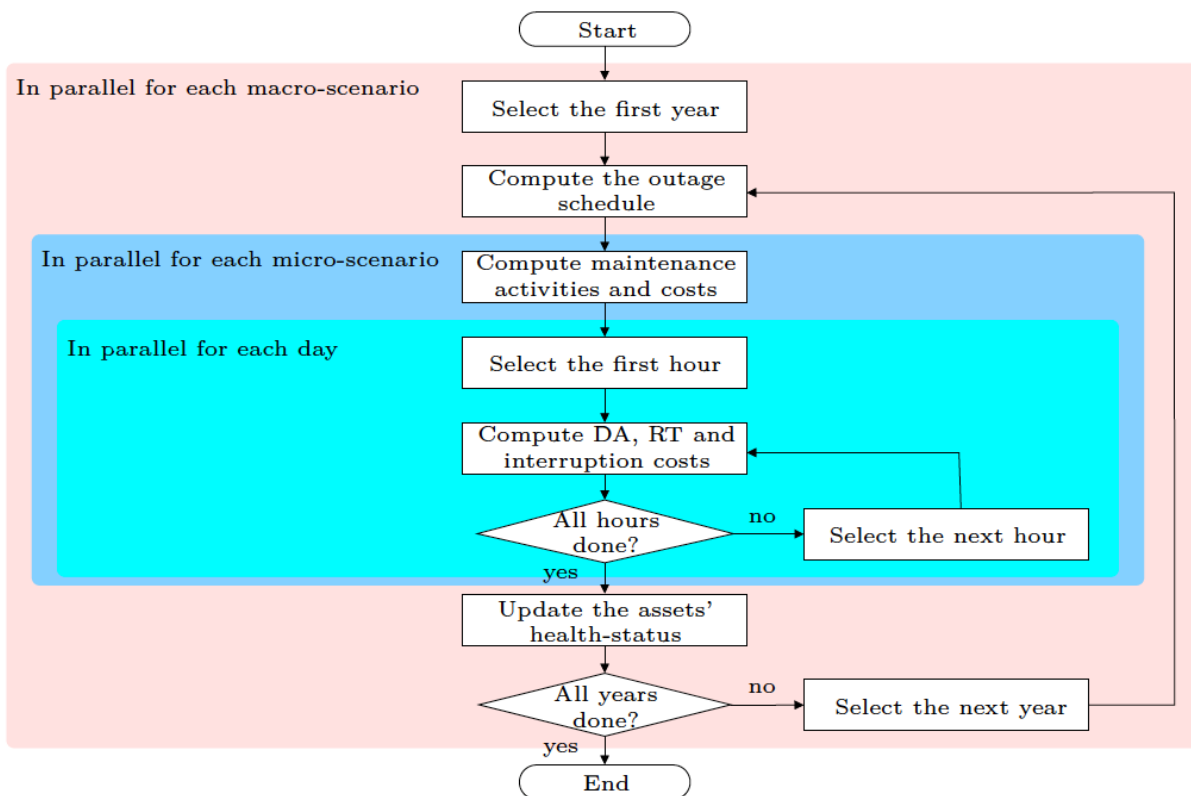 Start
In parallel for each macro-scenario
Select the first year
Compute the outage
schedule
In parallel for each micro-scenario
Compute maintenance
activities and costs
In parallel for each day
Select the first hour
Compute DA, RT and
interruption costs
All hours
done?
no
Select the next hour
yes
Update the assets'
health-status
All years
done?
no
Select the next year
yes
End